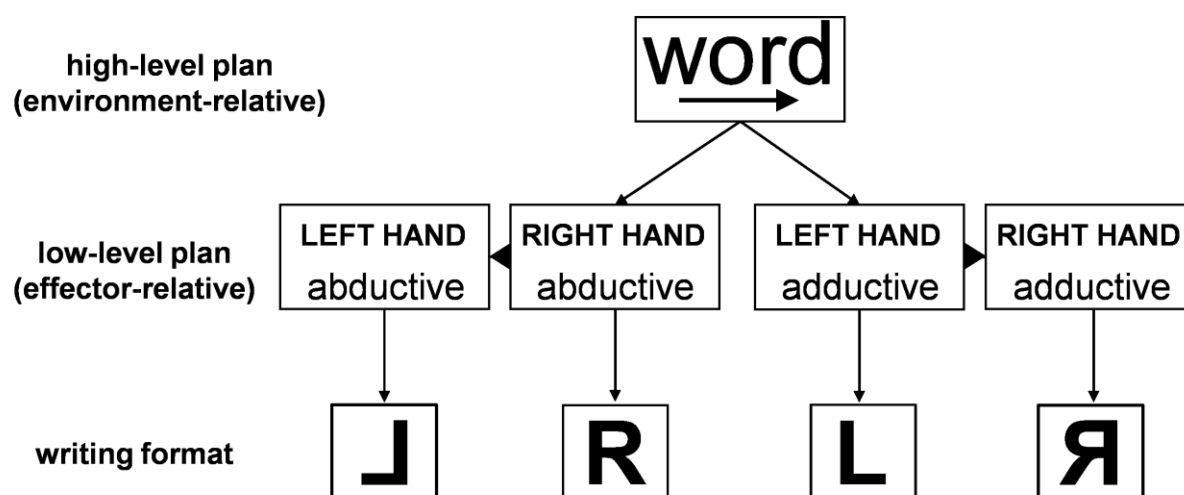 word
high-level plan
(environment-relative)
LEFT HAND RIGHT HAND LEFT HAND RIGHT HAND
abductive abductive adductive adductive
low-level plan
(effector-relative)
⅃ R L Я
writing format